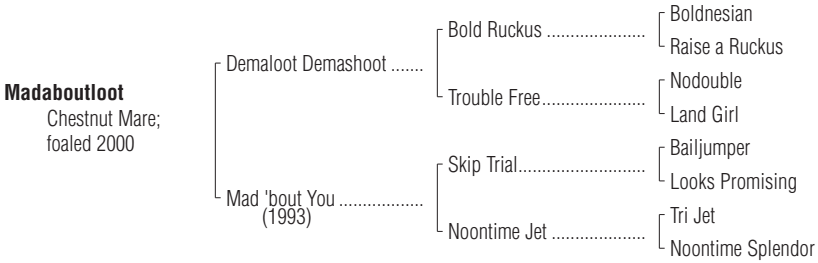 Boldnesian
Bold Ruckus .....................
Raise a Ruckus
Demaloot Demashoot .......
Nodouble
Trouble Free.......................
Land Girl
Madaboutloot
Chestnut Mare;
foaled 2000
Bailjumper
Skip Trial............................
Looks Promising
Mad 'bout You ..................
(1993)
Tri Jet
Noontime Jet ....................
Noontime Splendor